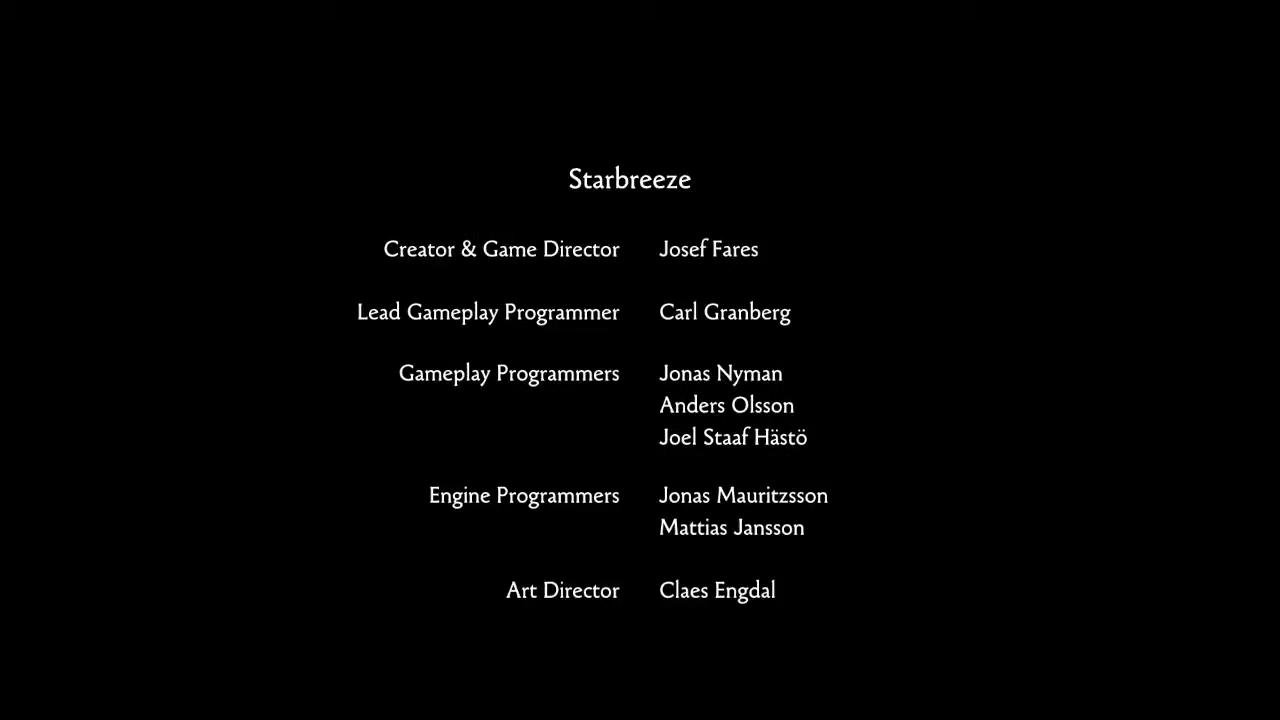 Starbreeze
Creator & Game Director Josef Fares
Lead Gameplay Programmer Carl Granberg
Gameplay Programmers Jonas Nyman
Anders Olsson
Joel Staaf Hästö
Engine Programmers Jonas Mauritzsson
Mattias Jansson
Art Director Claes Engdal